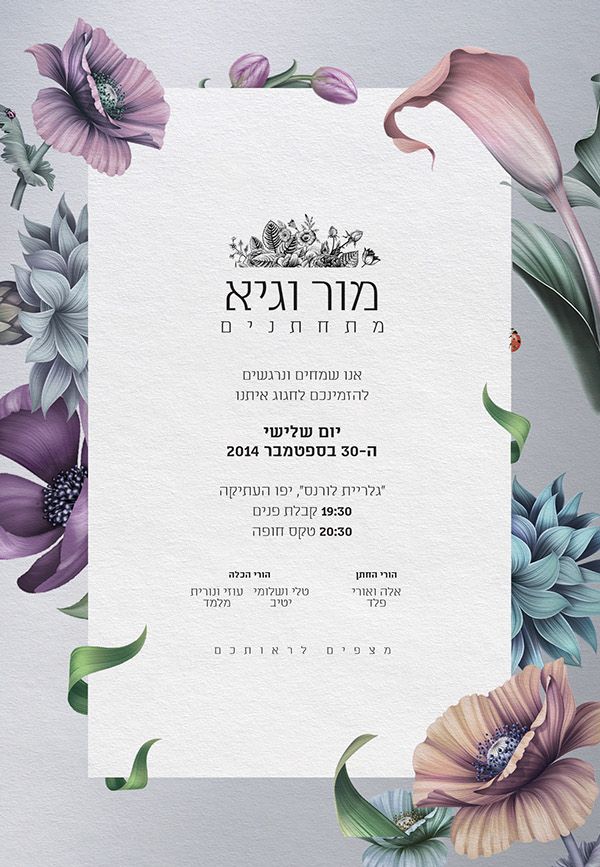 מור וגיא
מתחתנים
אנו שמחים ונרגשים
להזמינכם לחגוג איתנו
יום שלישי
ה-30 בספטמבר 2014
"גלריית לורנס", יפו העתיקה
19:30 קבלת פנים
20:30 טקס חופה
הורי החתן
אלה ואורי
פלד
הורי הכלה
טלי ושלומי
יטיב
עוזי ונורית
מלמד
מצפים לראותכם